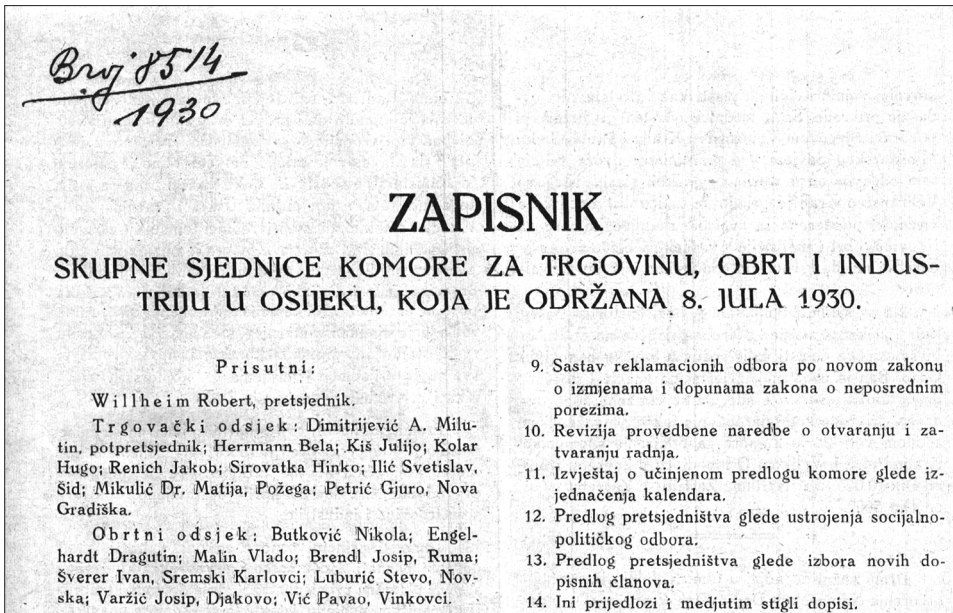 Broj 8514
1930
ZAPISNIK
SKUPNE SJEDNICE KOMORE ZA TRGOVINU, OBRT I INDUS-
TRIJU U OSIJEKU, KOJA JE ODRŽANA 8. JULA 1930.
Prisutni:
Willheim Robert, pretsjednik.
Trgovački odsjek: Dimitrijević A. Milu-
tin, potpretsjednik; Herrmann Bela; Kiš Julijo; Kolar
Hugo; Renich Jakob; Sirovatka Hinko; Ilić Svetislav,
Šid; Mikulić Dr. Matija, Požega; Petrić Gjuro, Nova
Gradiška.
Obrtni odsjek: Butković Nikola; Engel-
hardt Dragutin; Malin Vlado; Brendl Josip, Ruma;
Šverer Ivan, Sremski Karlovci; Luburić Stevo, Nov-
ska; Varžić Josip, Djakovo; Vić Pavao, Vinkovci.
9. Sastav reklamacionih odbora po novom zakonu
o izmjenama i dopunama zakona o neposrednim
porezima.
10. Revizija provedbene naredbe o otvaranju i za-
tvaranju radnja.
11. Izvještaj o učinjenom predlogu komore glede iz-
jednačenja kalendara.
12. Predlog pretsjedništva glede ustrojenja socijalno-
političkog odbora.
13. Predlog pretsjedništva glede izbora novih do-
pisnih članova.
14. Ini prijedlozi i medjutim stigli dopisi.